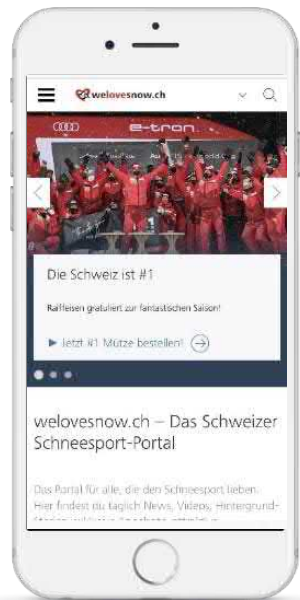 welovesnow.ch
e-tron.
Die Schweiz ist #1
Raiffeisen gratuliert zur fantastischen Saison!
Jetzt #1 Mütze bestellen!
welovesnow.ch – Das Schweizer
Schneesport-Portal
Das Portal für alle, die den Schneesport lieben.
Hier findest du täglich News, Videos, Hintergrund-